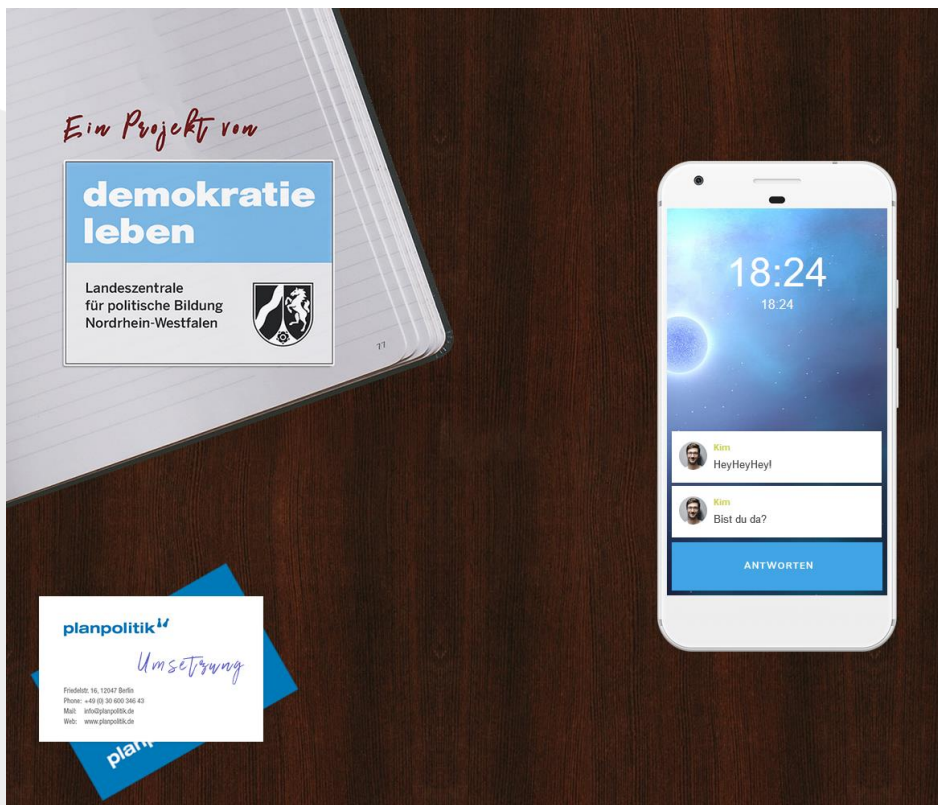 Ein Projekt von
demokratie
leben
Landeszentrale
für politische Bildung
Nordrhein-Westfalen
77
18:24
18:24
Kim
HeyHeyHey!
Kim
Bist du da?
ANTWORTEN
planpolitik
Umsetzung
Friedelstr. 16, 12047 Berlin
Phone: +49 (0) 30 600 346 43
Mail: info@planpolitik.de
Web: www.planpolitik.de